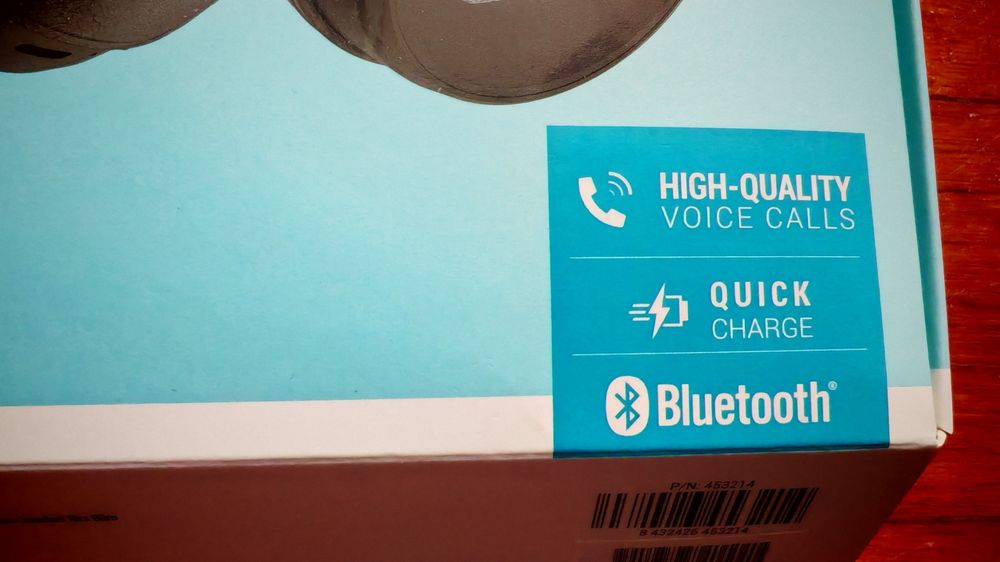 HIGH-QUALITY
VOICE CALLS
QUICK
CHARGE
Bluetooth®
P/N: 453214
8 432426 453214